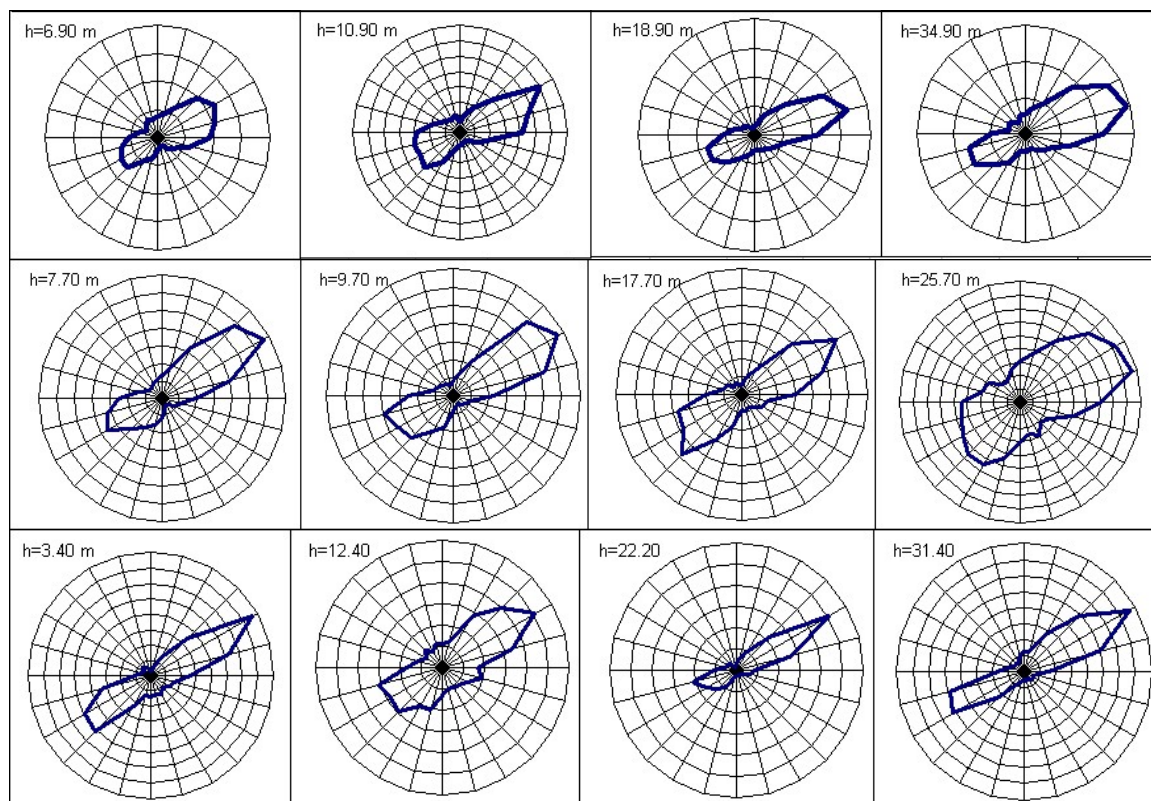 h=6.90 m
h=10.90 m
h=18.90 m
h=34.90 m
h=7.70 m
h=9.70 m
h=17.70 m
h=25.70 m
h=3.40 m
h=12.40
h=22.20
h=31.40